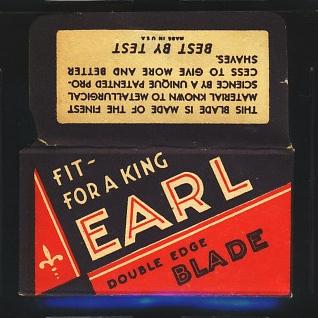 THIS BLADE IS MADE OF THE FINEST
MATERIAL KNOWN TO METALLURGICAL
SCIENCE BY A UNIQUE PATENTED PRO-
CESS TO GIVE MORE AND BETTER
SHAVES.
BEST BY TEST
MADE IN U S A
FIT-
FOR A KING
EARL
DOUBLE EDGE
BLADE